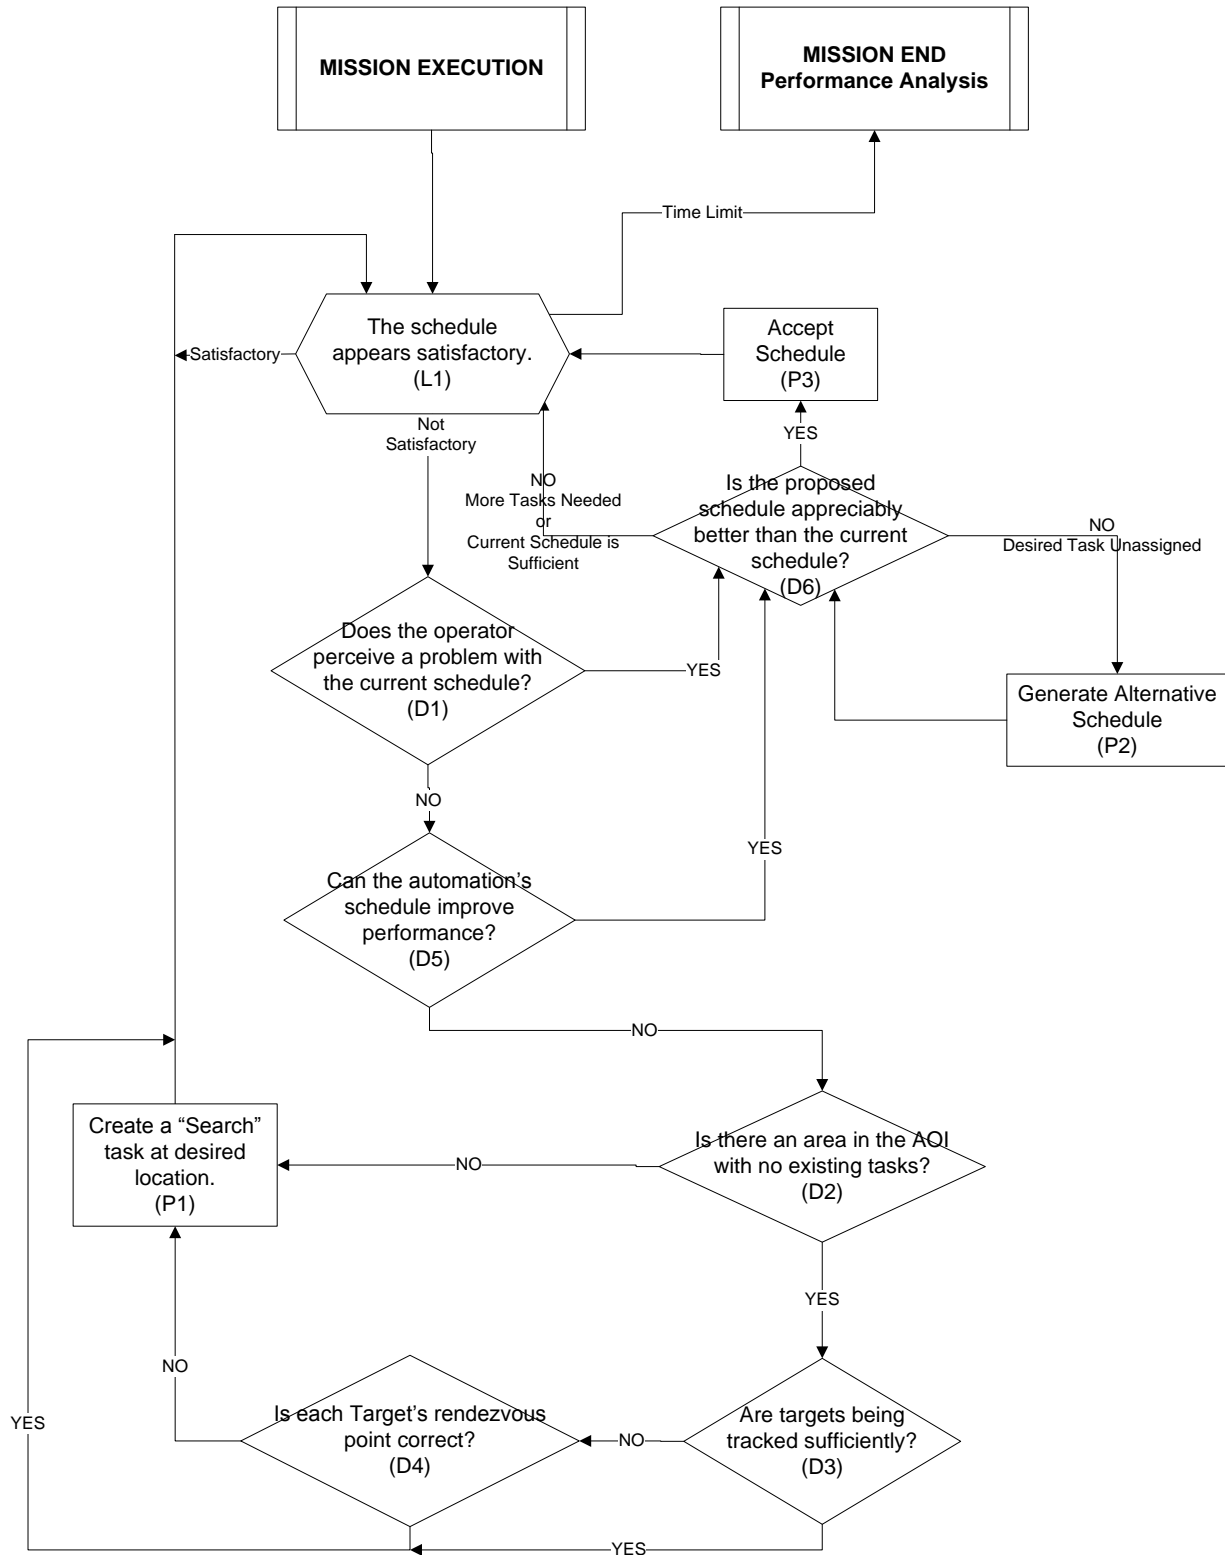 MISSION EXECUTION
MISSION END
Performance Analysis
Time Limit
The schedule
appears satisfactory.
(L1)
Satisfactory
Accept
Schedule
(P3)
Not
Satisfactory
YES
NO
More Tasks Needed
or
Current Schedule is
Sufficient
Is the proposed
schedule appreciably
better than the current
schedule?
(D6)
NO
Desired Task Unassigned
Does the operator
perceive a problem with
the current schedule?
(D1)
YES
Generate Alternative
Schedule
(P2)
NO
YES
Can the automation’s
schedule improve
performance?
(D5)
NO
Create a “Search”
task at desired
location.
(P1)
NO
Is there an area in the AOI
with no existing tasks?
(D2)
YES
NO
YES
Is each Target’s rendezvous
point correct?
(D4)
NO
Are targets being
tracked sufficiently?
(D3)
YES